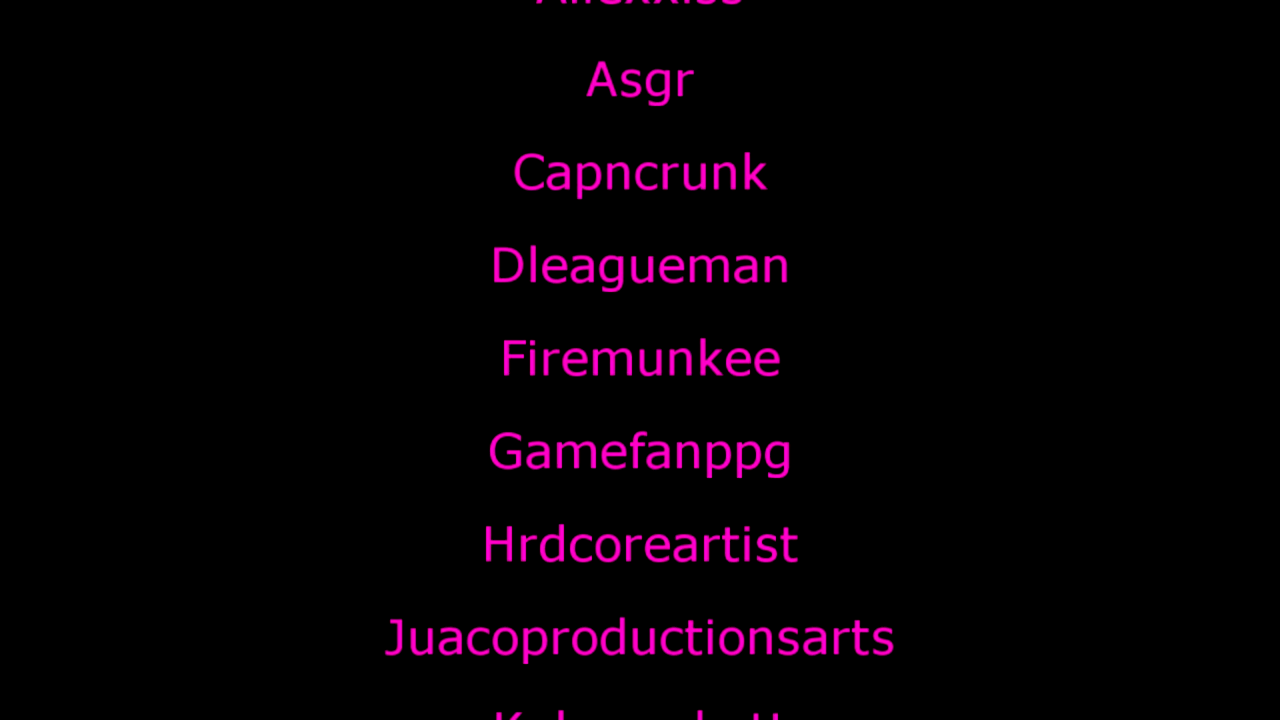 Asgr
Capncrunk
Dleagueman
Firemunkee
Gamefanppg
Hrdcoreartist
Juacoproductionsarts